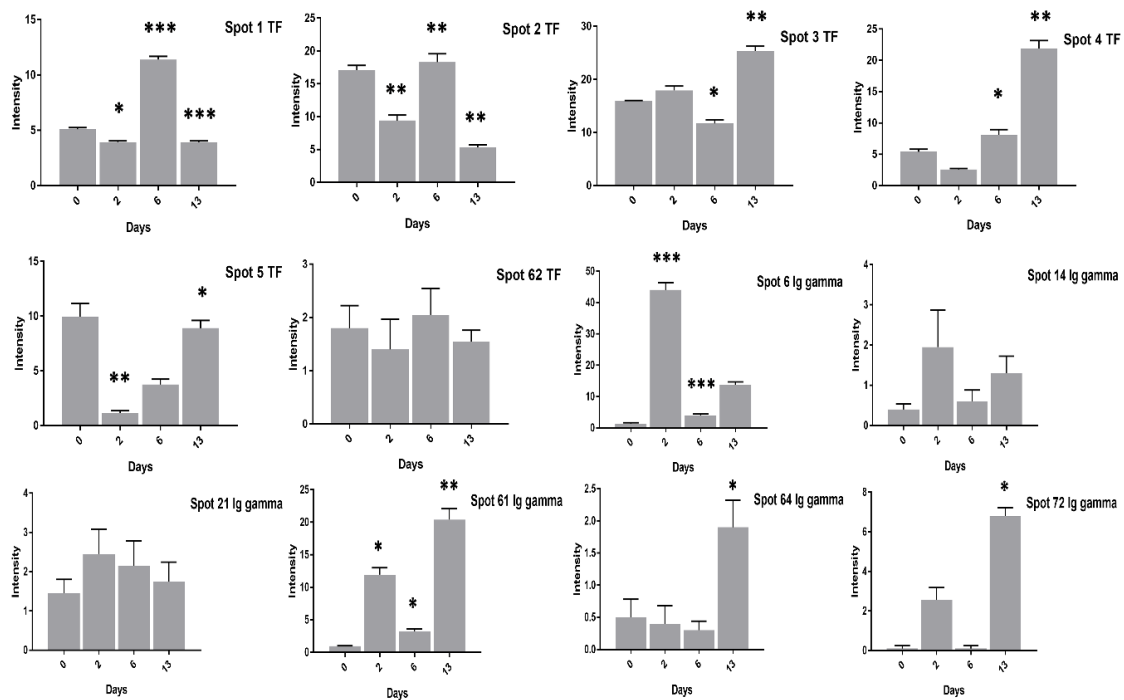 Spot 1 TF
Intensity
15
10
5
0
*
***
***
0 2 6 13
Days
Spot 2 TF
Intensity
25
20
15
10
5
0
**
**
**
0 2 6 13
Days
Spot 3 TF
Intensity
30
20
10
0
*
**
0 2 6 13
Days
Spot 4 TF
Intensity
25
20
15
10
5
0
*
**
0 2 6 13
Days
Spot 5 TF
Intensity
15
10
5
0
**
*
0 2 6 13
Days
Spot 62 TF
Intensity
3
2
1
0
0 2 6 13
Days
Spot 6 Ig gamma
Intensity
50
40
30
20
10
0
***
***
0 2 6 13
Days
Spot 14 Ig gamma
Intensity
4
3
2
1
0
0 2 6 13
Days
Spot 21 Ig gamma
Intensity
4
3
2
1
0
0 2 6 13
Days
Spot 61 Ig gamma
Intensity
25
20
15
10
5
0
*
*
**
0 2 6 13
Days
Spot 64 Ig gamma
Intensity
2.5
2.0
1.5
1.0
0.5
0.0
*
0 2 6 13
Days
Spot 72 Ig gamma
Intensity
8
6
4
2
0
*
0 2 6 13
Days